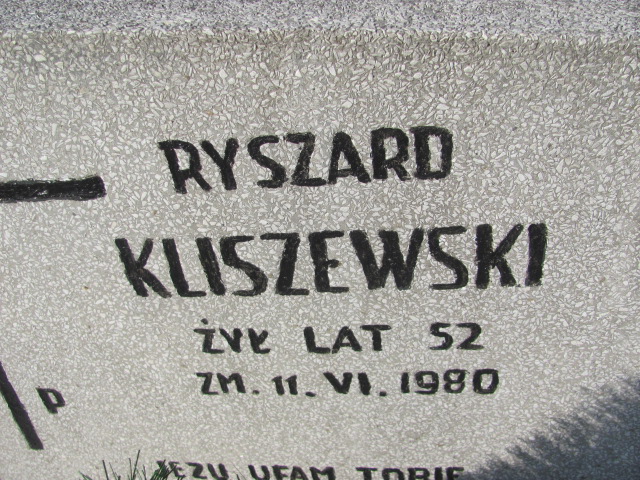 RYSZARD
KLISZEWSKI
ŻYŁ LAT 52
ZM. 11. VI. 1980
P
JEZU UFAM TOBIE